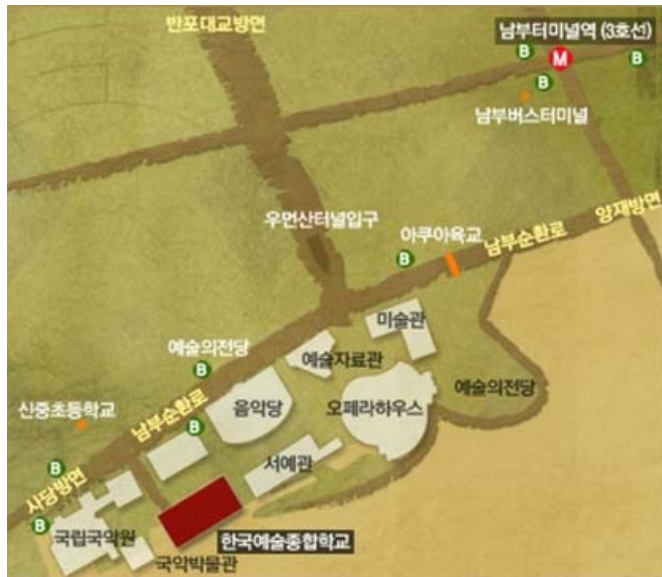 반포대교방면
남부터미널역 (3호선)
B
M
B
B
남부버스터미널
우먼산터널입구
아쿠아육교
남부순환로
양재방면
B
미술관
예술의전당
예술자료관
B
예술의전당
신중초등학교
음악당
오페라하우스
남부순환로
B
서예관
B
사당방면
B
국립국악원
한국예술종합학교
국악박물관